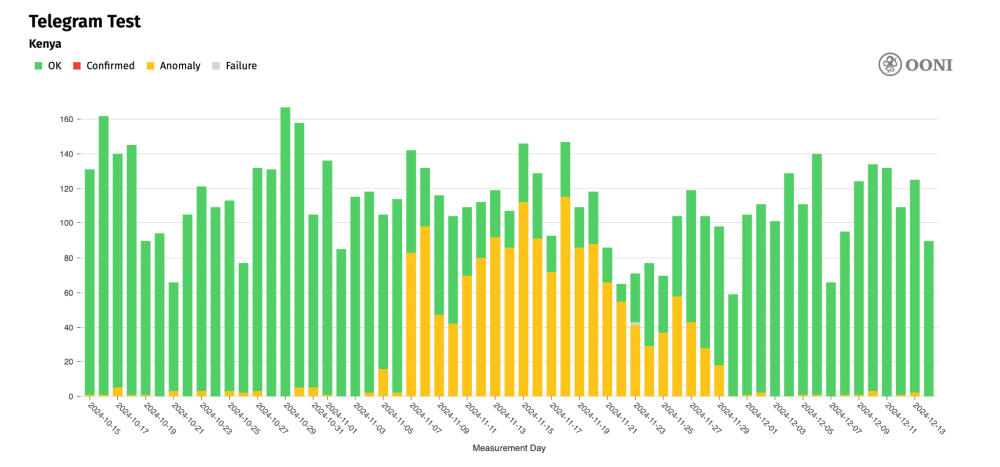 Telegram Test
Kenya
OK Confirmed Anomaly Failure
OONI
160
140
120
100
80
60
40
20
0
2024-10-15 2024-10-17 2024-10-19 2024-10-21 2024-10-23 2024-10-25 2024-10-27 2024-10-29 2024-10-31 2024-11-01 2024-11-03 2024-11-05 2024-11-07 2024-11-09 2024-11-11 2024-11-13 2024-11-15 2024-11-17 2024-11-19 2024-11-21 2024-11-23 2024-11-25 2024-11-27 2024-11-29 2024-12-01 2024-12-03 2024-12-05 2024-12-07 2024-12-09 2024-12-11 2024-12-13
Measurement Day